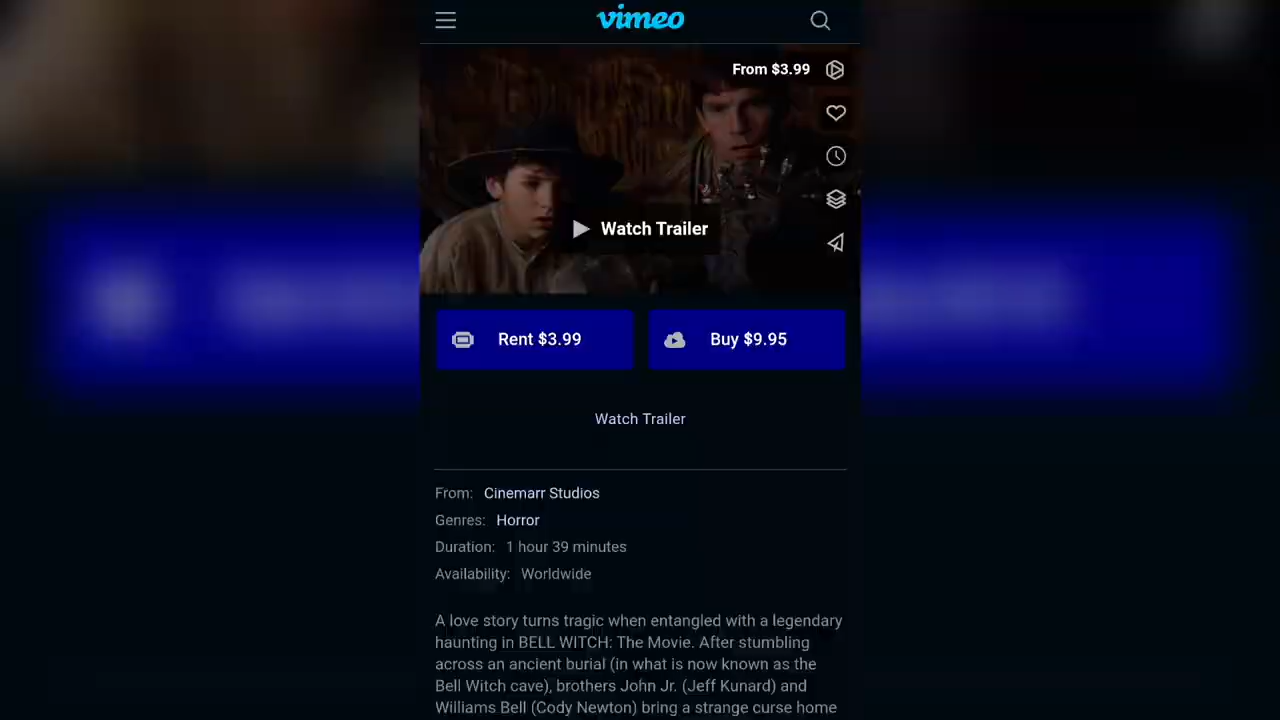 vimeo
From $3.99
Watch Trailer
Rent $3.99
Buy $9.95
Watch Trailer
From: Cinemarr Studios
Genres: Horror
Duration: 1 hour 39 minutes
Availability: Worldwide
A love story turns tragic when entangled with a legendary
haunting in BELL WITCH: The Movie. After stumbling
across an ancient burial (in what is now known as the
Bell Witch cave), brothers John Jr. (Jeff Kunard) and
Williams Bell (Cody Newton) bring a strange curse home